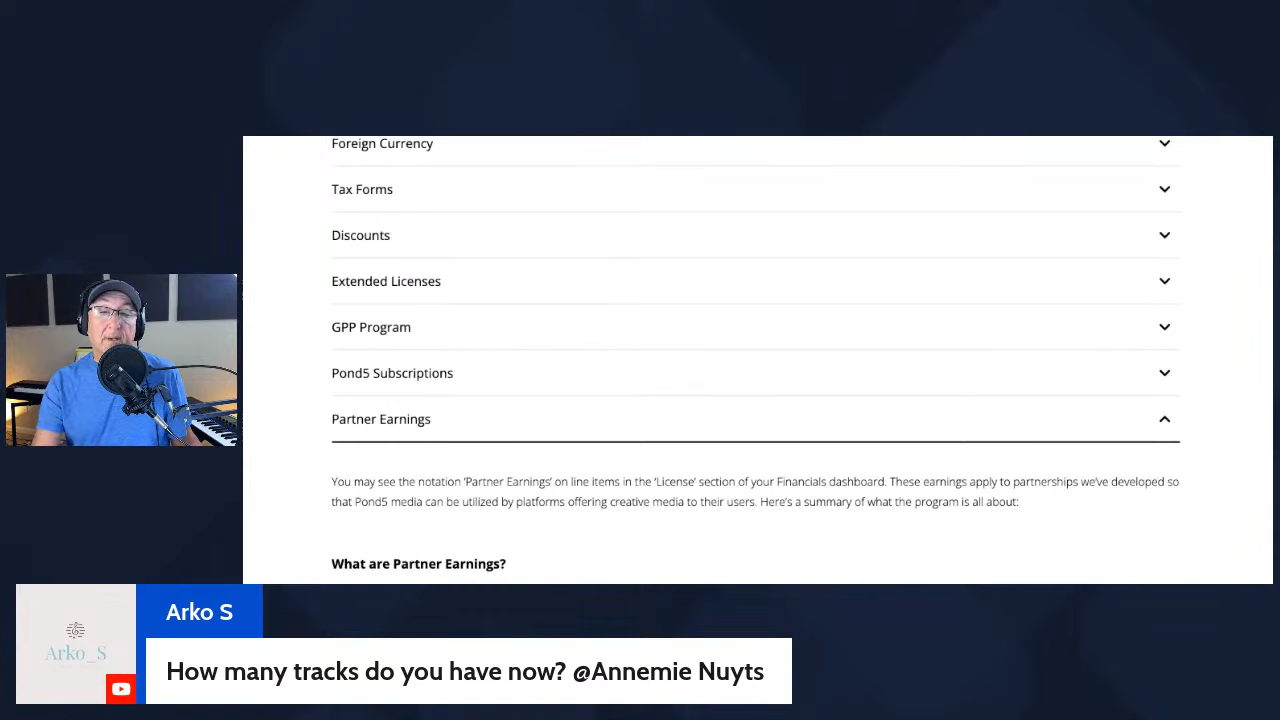 Foreign Currency
Tax Forms
Discounts
Extended Licenses
GPP Program
Pond5 Subscriptions
Partner Earnings
You may see the notation 'Partner Earnings' on line items in the 'License' section of your Financials dashboard. These earnings apply to partnerships we've developed so
that Pond5 media can be utilized by platforms offering creative media to their users. Here's a summary of what the program is all about:
What are Partner Earnings?
Arko S
Arko_S
How many tracks do you have now? @Annemie Nuyts